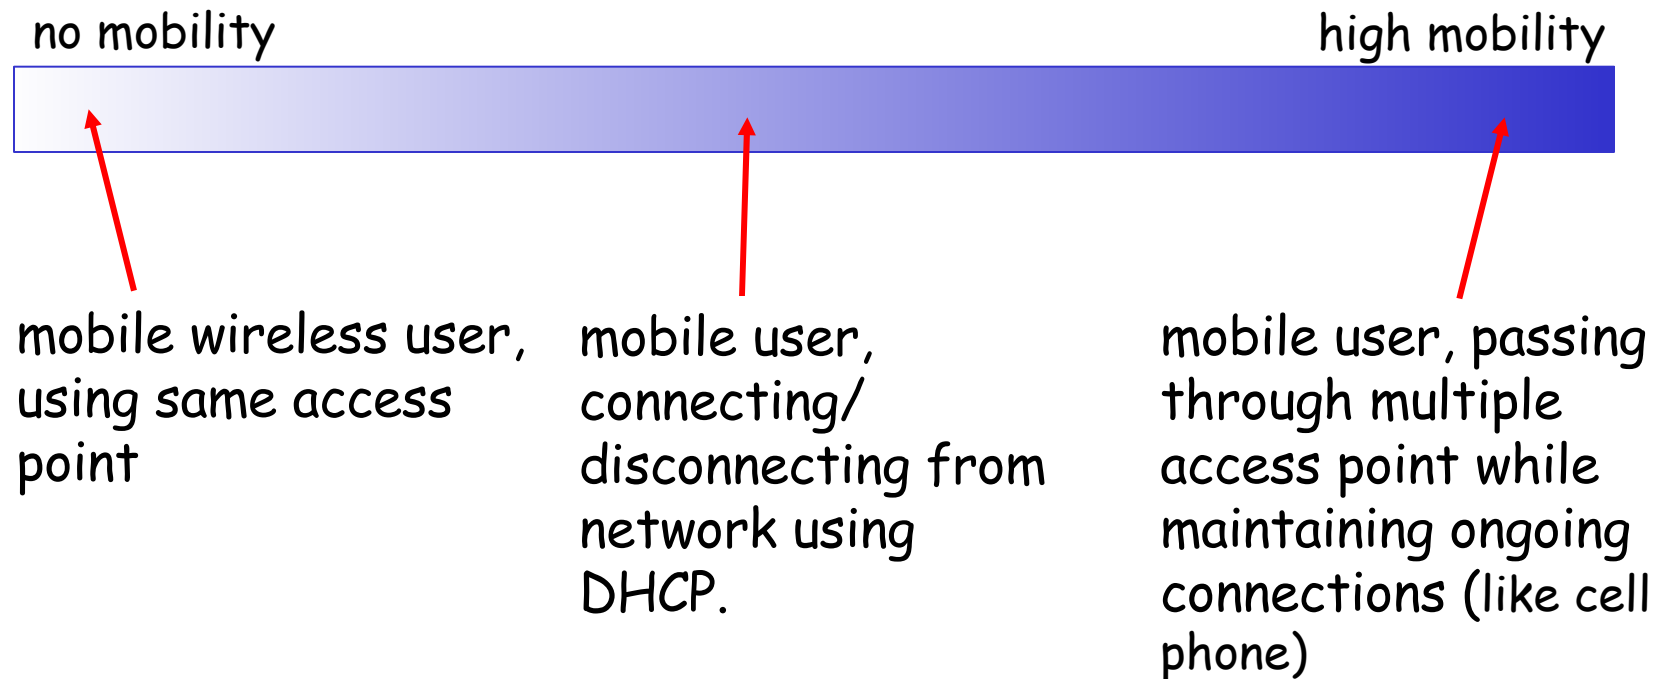 no mobility
high mobility
mobile wireless user,
using same access
point
mobile user,
connecting/
disconnecting from
network using
DHCP.
mobile user, passing
through multiple
access point while
maintaining ongoing
connections (like cell
phone)